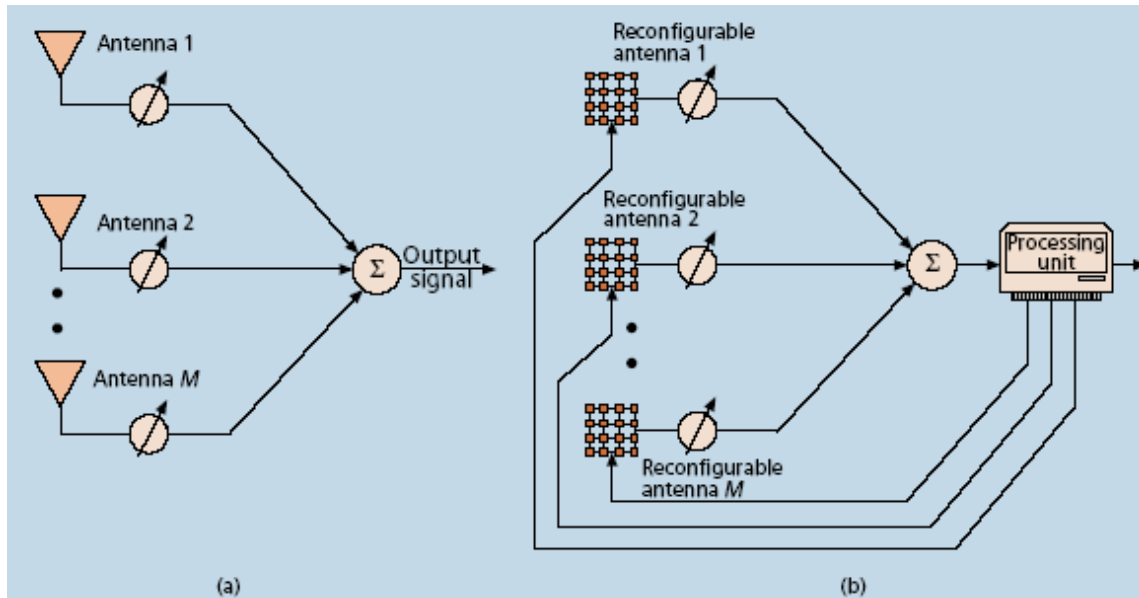 Antenna 1
Antenna 2
Antenna M
Σ
Output
signal
(a)
Reconfigurable
antenna 1
Reconfigurable
antenna 2
Reconfigurable
antenna M
Σ
Processing
unit
(b)